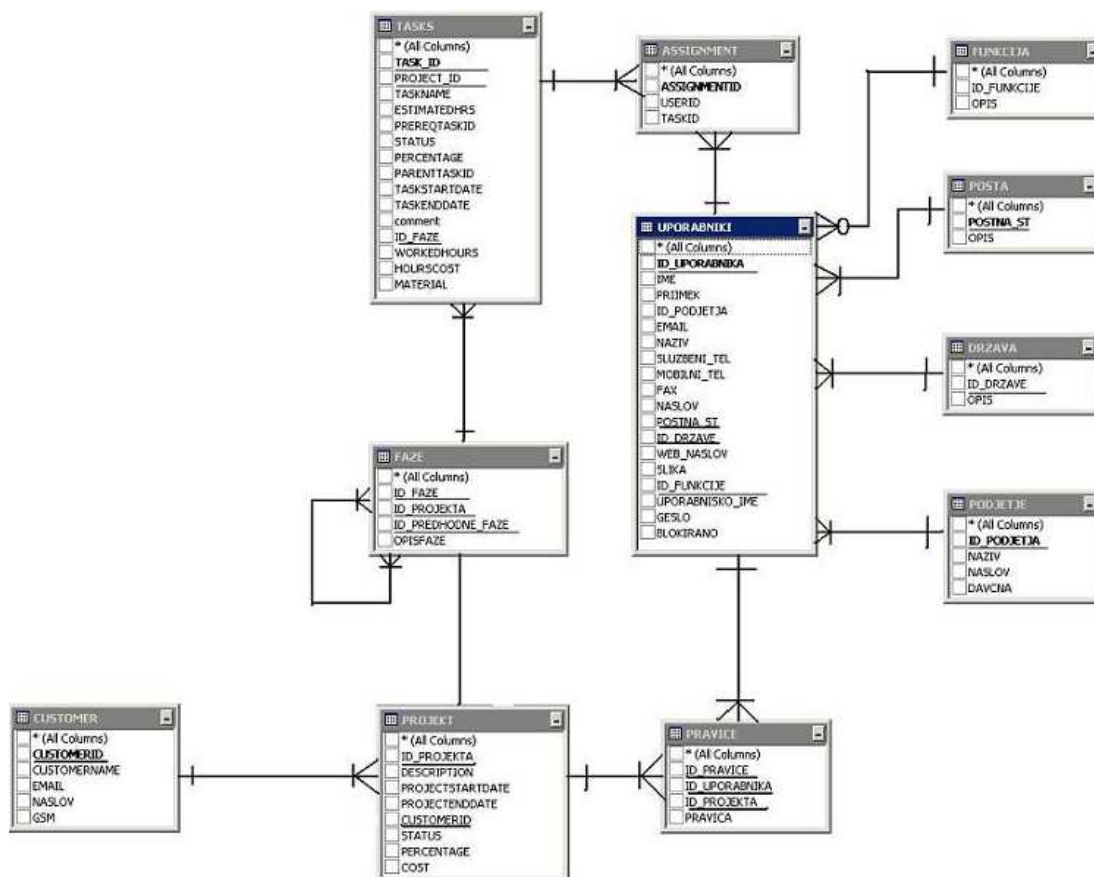 TASKS
* (All Columns)
TASK_ID
PROJECT_ID
TASKNAME
ESTIMATEDHRS
PREREQTASKID
STATUS
PERCENTAGE
PARENTTASKID
TASKSTARTDATE
TASKENDDATE
comment
ID_FAZE
WORKEDHOURS
HOURSCOST
MATERIAL
ASSIGNMENT
* (All Columns)
ASSIGNMENTID
USERID
TASKID
FUNKCIJA
* (All Columns)
ID_FUNKCIJE
OPIS
POSTA
* (All Columns)
POSTNA_ST
OPIS
UPORABNIKI
* (All Columns)
ID_UPORABNIKA
IME
PRIIMEK
ID_PODJETJA
EMAIL
NAZIV
SLUZBENI_TEL
MOBILNI_TEL
FAX
NASLOV
POSTNA_ST
ID_DRZAVE
WEB_NASLOV
SLIKA
ID_FUNKCIJE
UPORABNISKO_IME
GESLO
BLOKIRANO
DRZAVA
* (All Columns)
ID_DRZAVE
OPIS
FAZE
* (All Columns)
ID_FAZE
ID_PROJEKTA
ID_PREDHODNE_FAZE
OPISFAZE
PODJETJE
* (All Columns)
ID_PODJETJA
NAZIV
NASLOV
DAVCNA
CUSTOMER
* (All Columns)
CUSTOMERID
CUSTOMERNAME
EMAIL
NASLOV
GSM
PROJEKT
* (All Columns)
ID_PROJEKTA
DESCRIPTION
PROJECTSTARTDATE
PROJECTENDDATE
CUSTOMERID
STATUS
PERCENTAGE
COST
PRAVICE
* (All Columns)
ID_PRAVICE
ID_UPORABNIKA
ID_PROJEKTA
PRAVICA